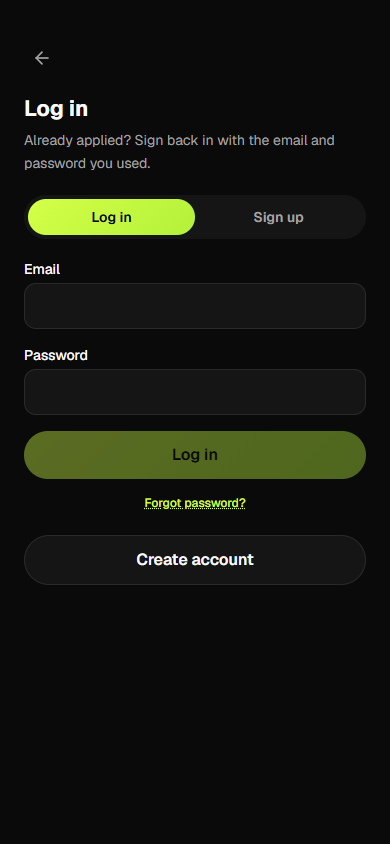 Log in
Already applied? Sign back in with the email and
password you used.
Log in
Sign up
Email
Password
Log in
Forgot password?
Create account